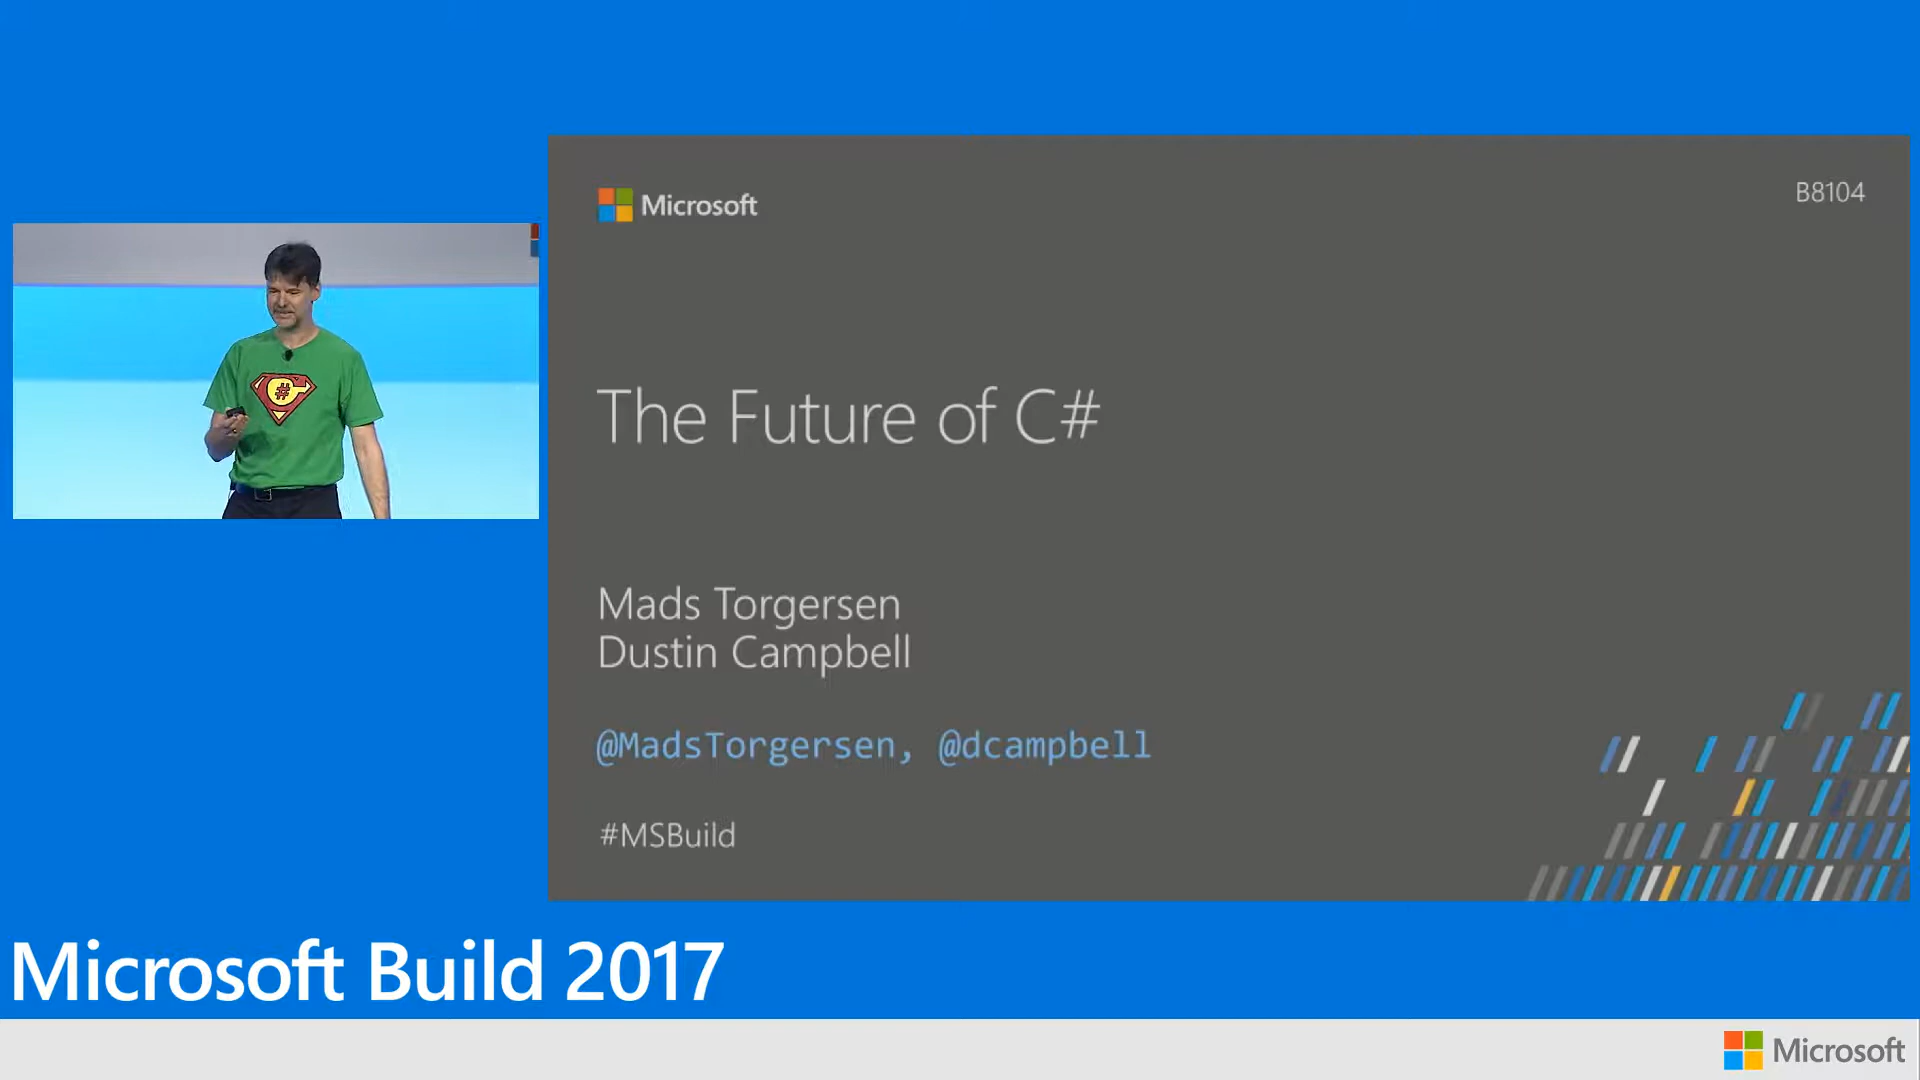 Microsoft
B8104
The Future of C#
Mads Torgersen
Dustin Campbell
@MadsTorgersen, @dcampbell
#MSBuild
C#
Microsoft Build 2017
Microsoft